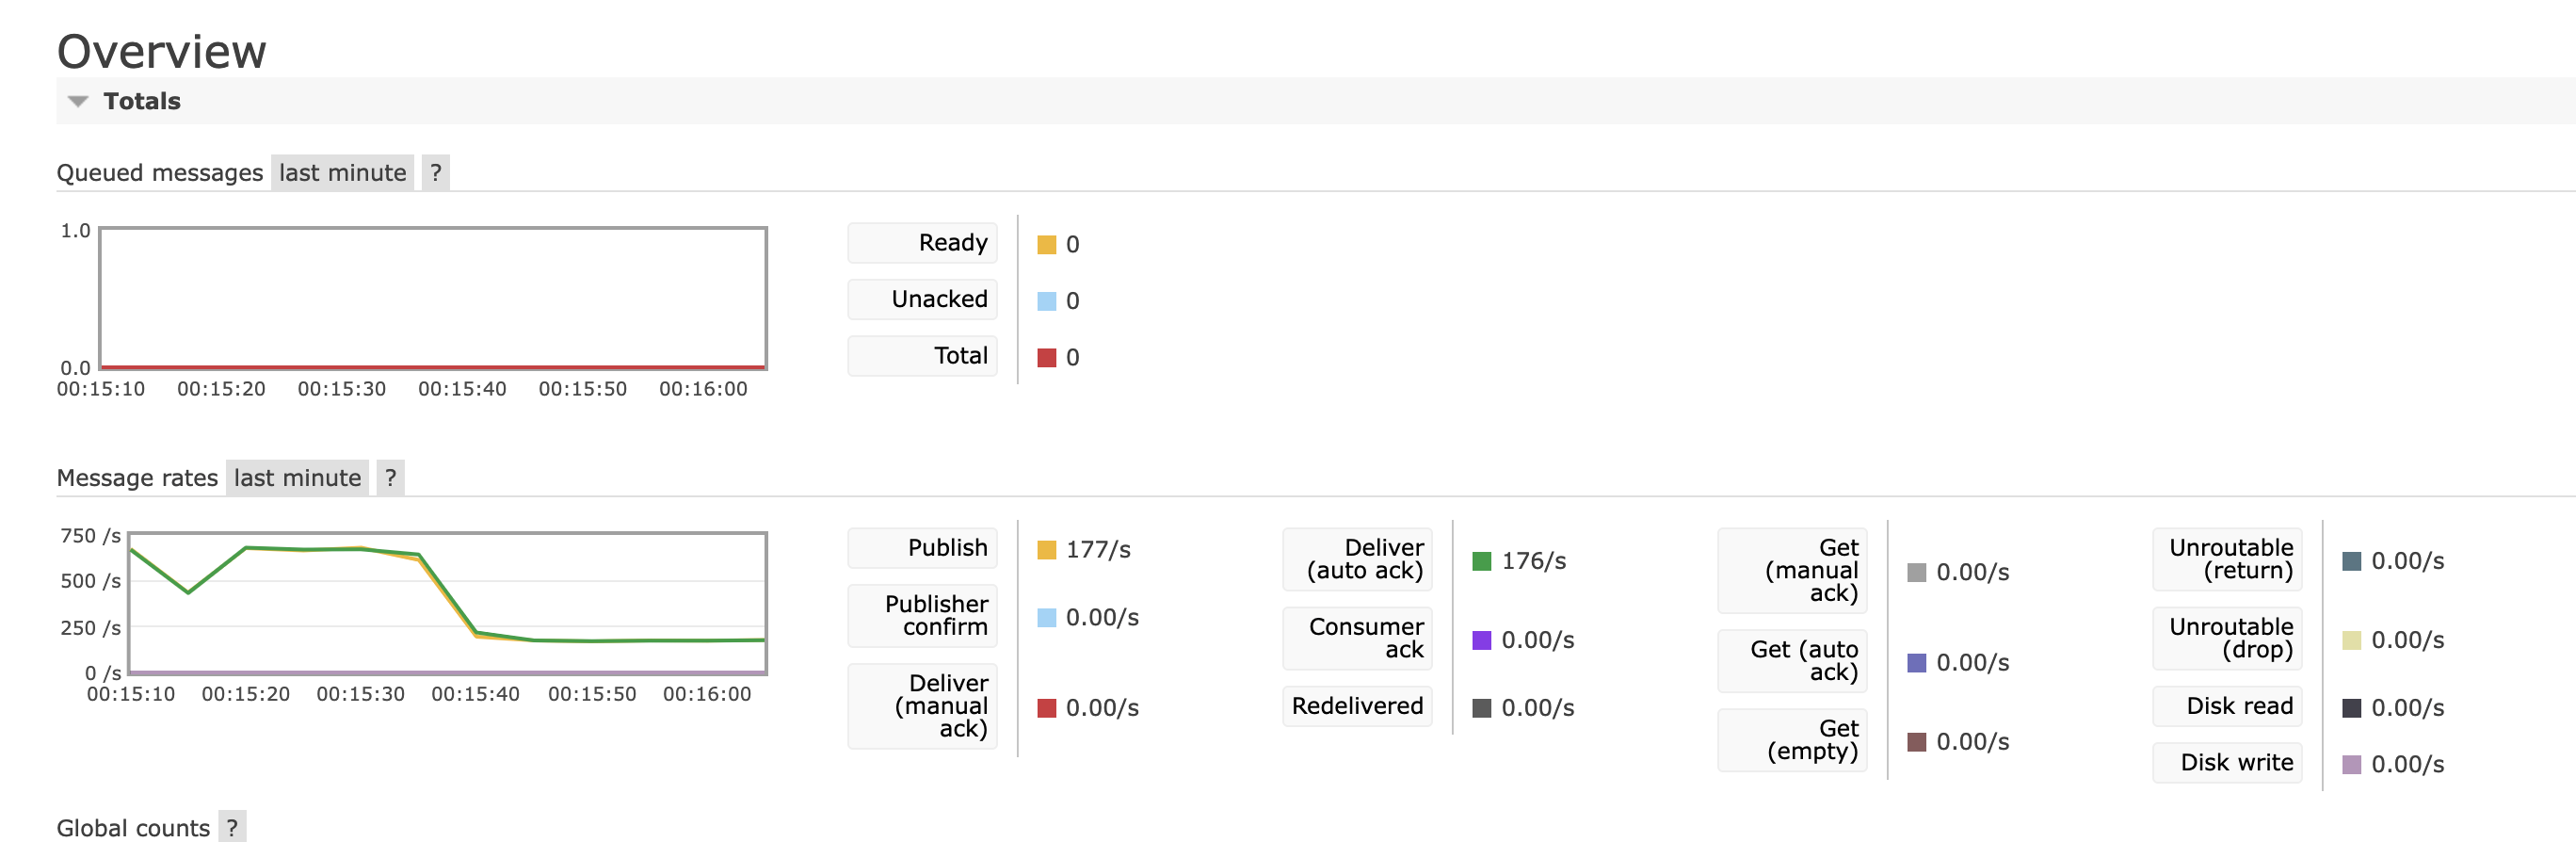 Overview
Totals
Queued messages last minute ?
1.0
0.0
00:15:10 00:15:20 00:15:30 00:15:40 00:15:50 00:16:00
Ready 0
Unacked 0
Total 0
Message rates last minute ?
750 /s
500 /s
250 /s
0 /s
00:15:10 00:15:20 00:15:30 00:15:40 00:15:50 00:16:00
Publish 177/s
Publisher
confirm 0.00/s
Deliver
(manual
ack) 0.00/s
Deliver
(auto ack) 176/s
Consumer
ack 0.00/s
Redelivered 0.00/s
Get
(manual
ack) 0.00/s
Get (auto
ack) 0.00/s
Get
(empty) 0.00/s
Unroutable
(return) 0.00/s
Unroutable
(drop) 0.00/s
Disk read 0.00/s
Disk write 0.00/s
Global counts ?